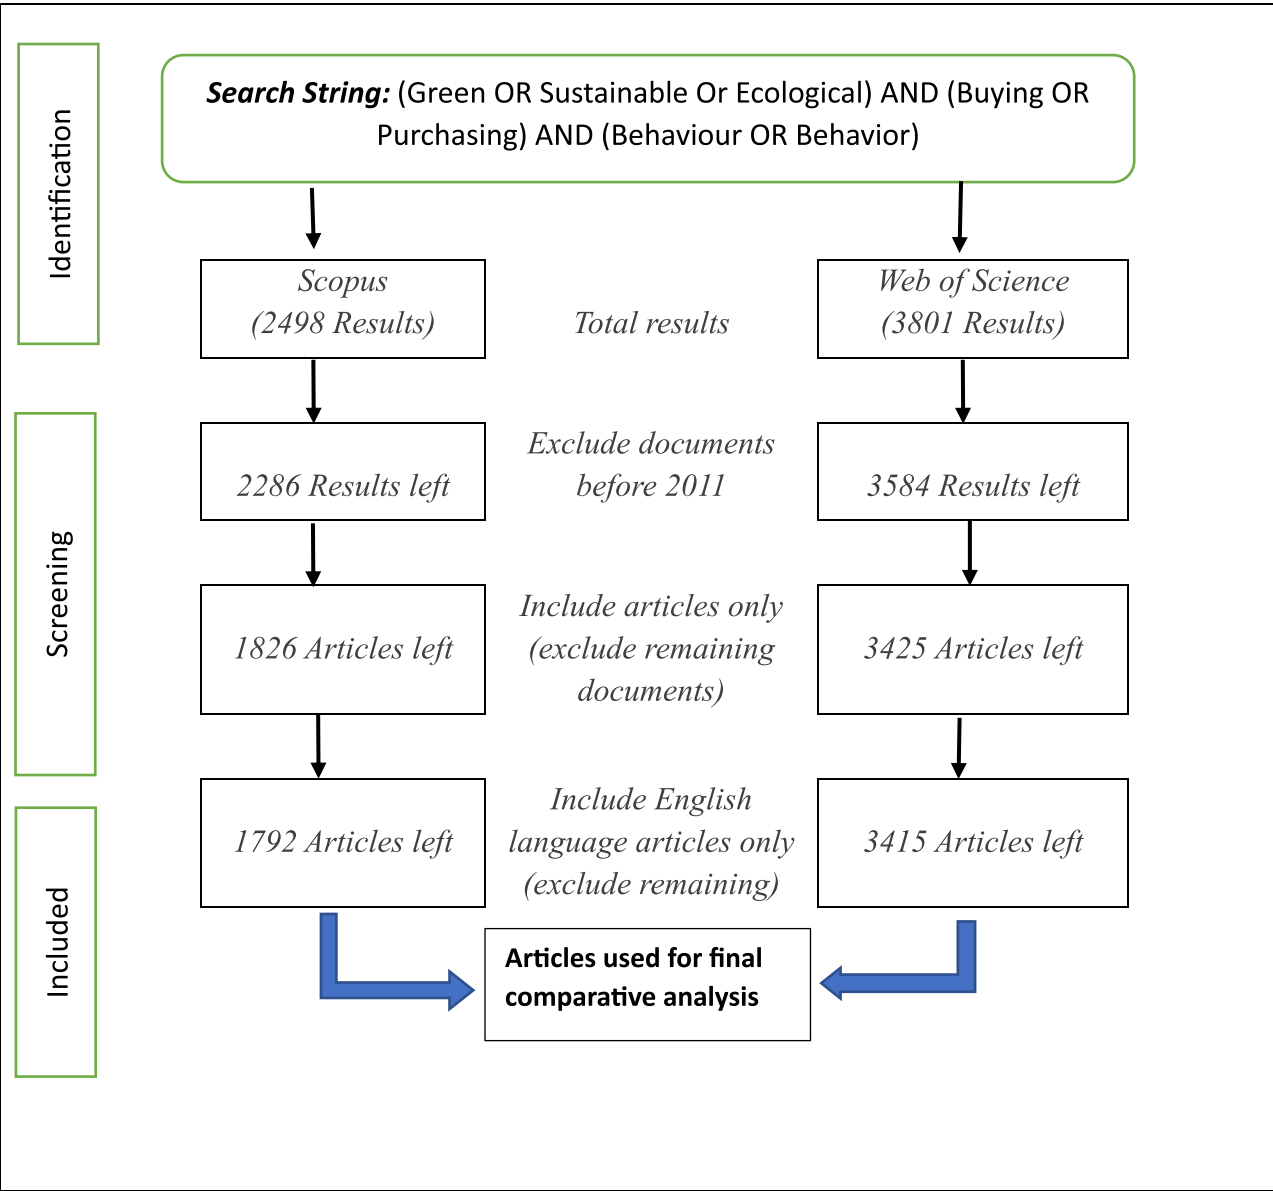 Identification
Search String: (Green OR Sustainable Or Ecological) AND (Buying OR
Purchasing) AND (Behaviour OR Behavior)
Scopus
(2498 Results)
Total results
Web of Science
(3801 Results)
Screening
2286 Results left
Exclude documents
before 2011
3584 Results left
1826 Articles left
Include articles only
(exclude remaining
documents)
3425 Articles left
Included
1792 Articles left
Include English
language articles only
(exclude remaining)
3415 Articles left
Articles used for final
comparative analysis